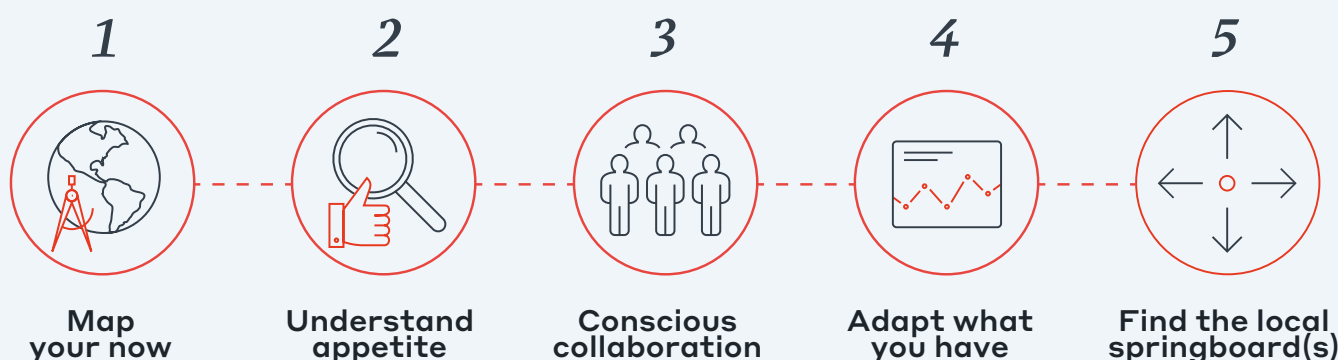 1
2
3
4
5
Map
your now
Understand
appetite
Conscious
collaboration
Adapt what
you have
Find the local
springboard(s)